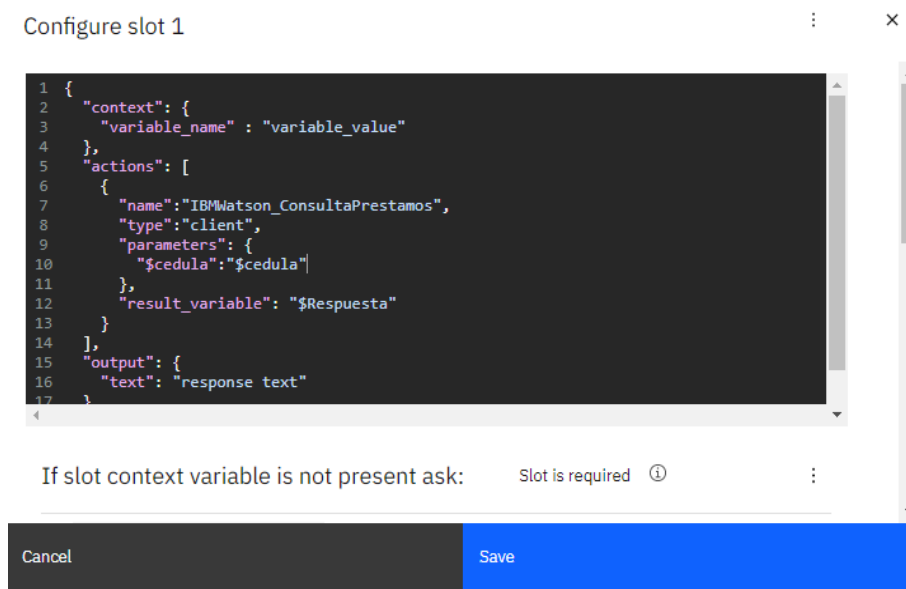 Configure slot 1
1 {
2 "context": {
3 "variable_name" : "variable_value"
4 },
5 "actions": [
6 {
7 "name":"IBMWatson_ConsultaPrestamos",
8 "type":"client",
9 "parameters": {
10 "$cedula":"$cedula"
11 },
12 "result_variable": "$Respuesta"
13 }
14 ],
15 "output": {
16 "text": "response text"
17 }
If slot context variable is not present ask: Slot is required
Cancel Save